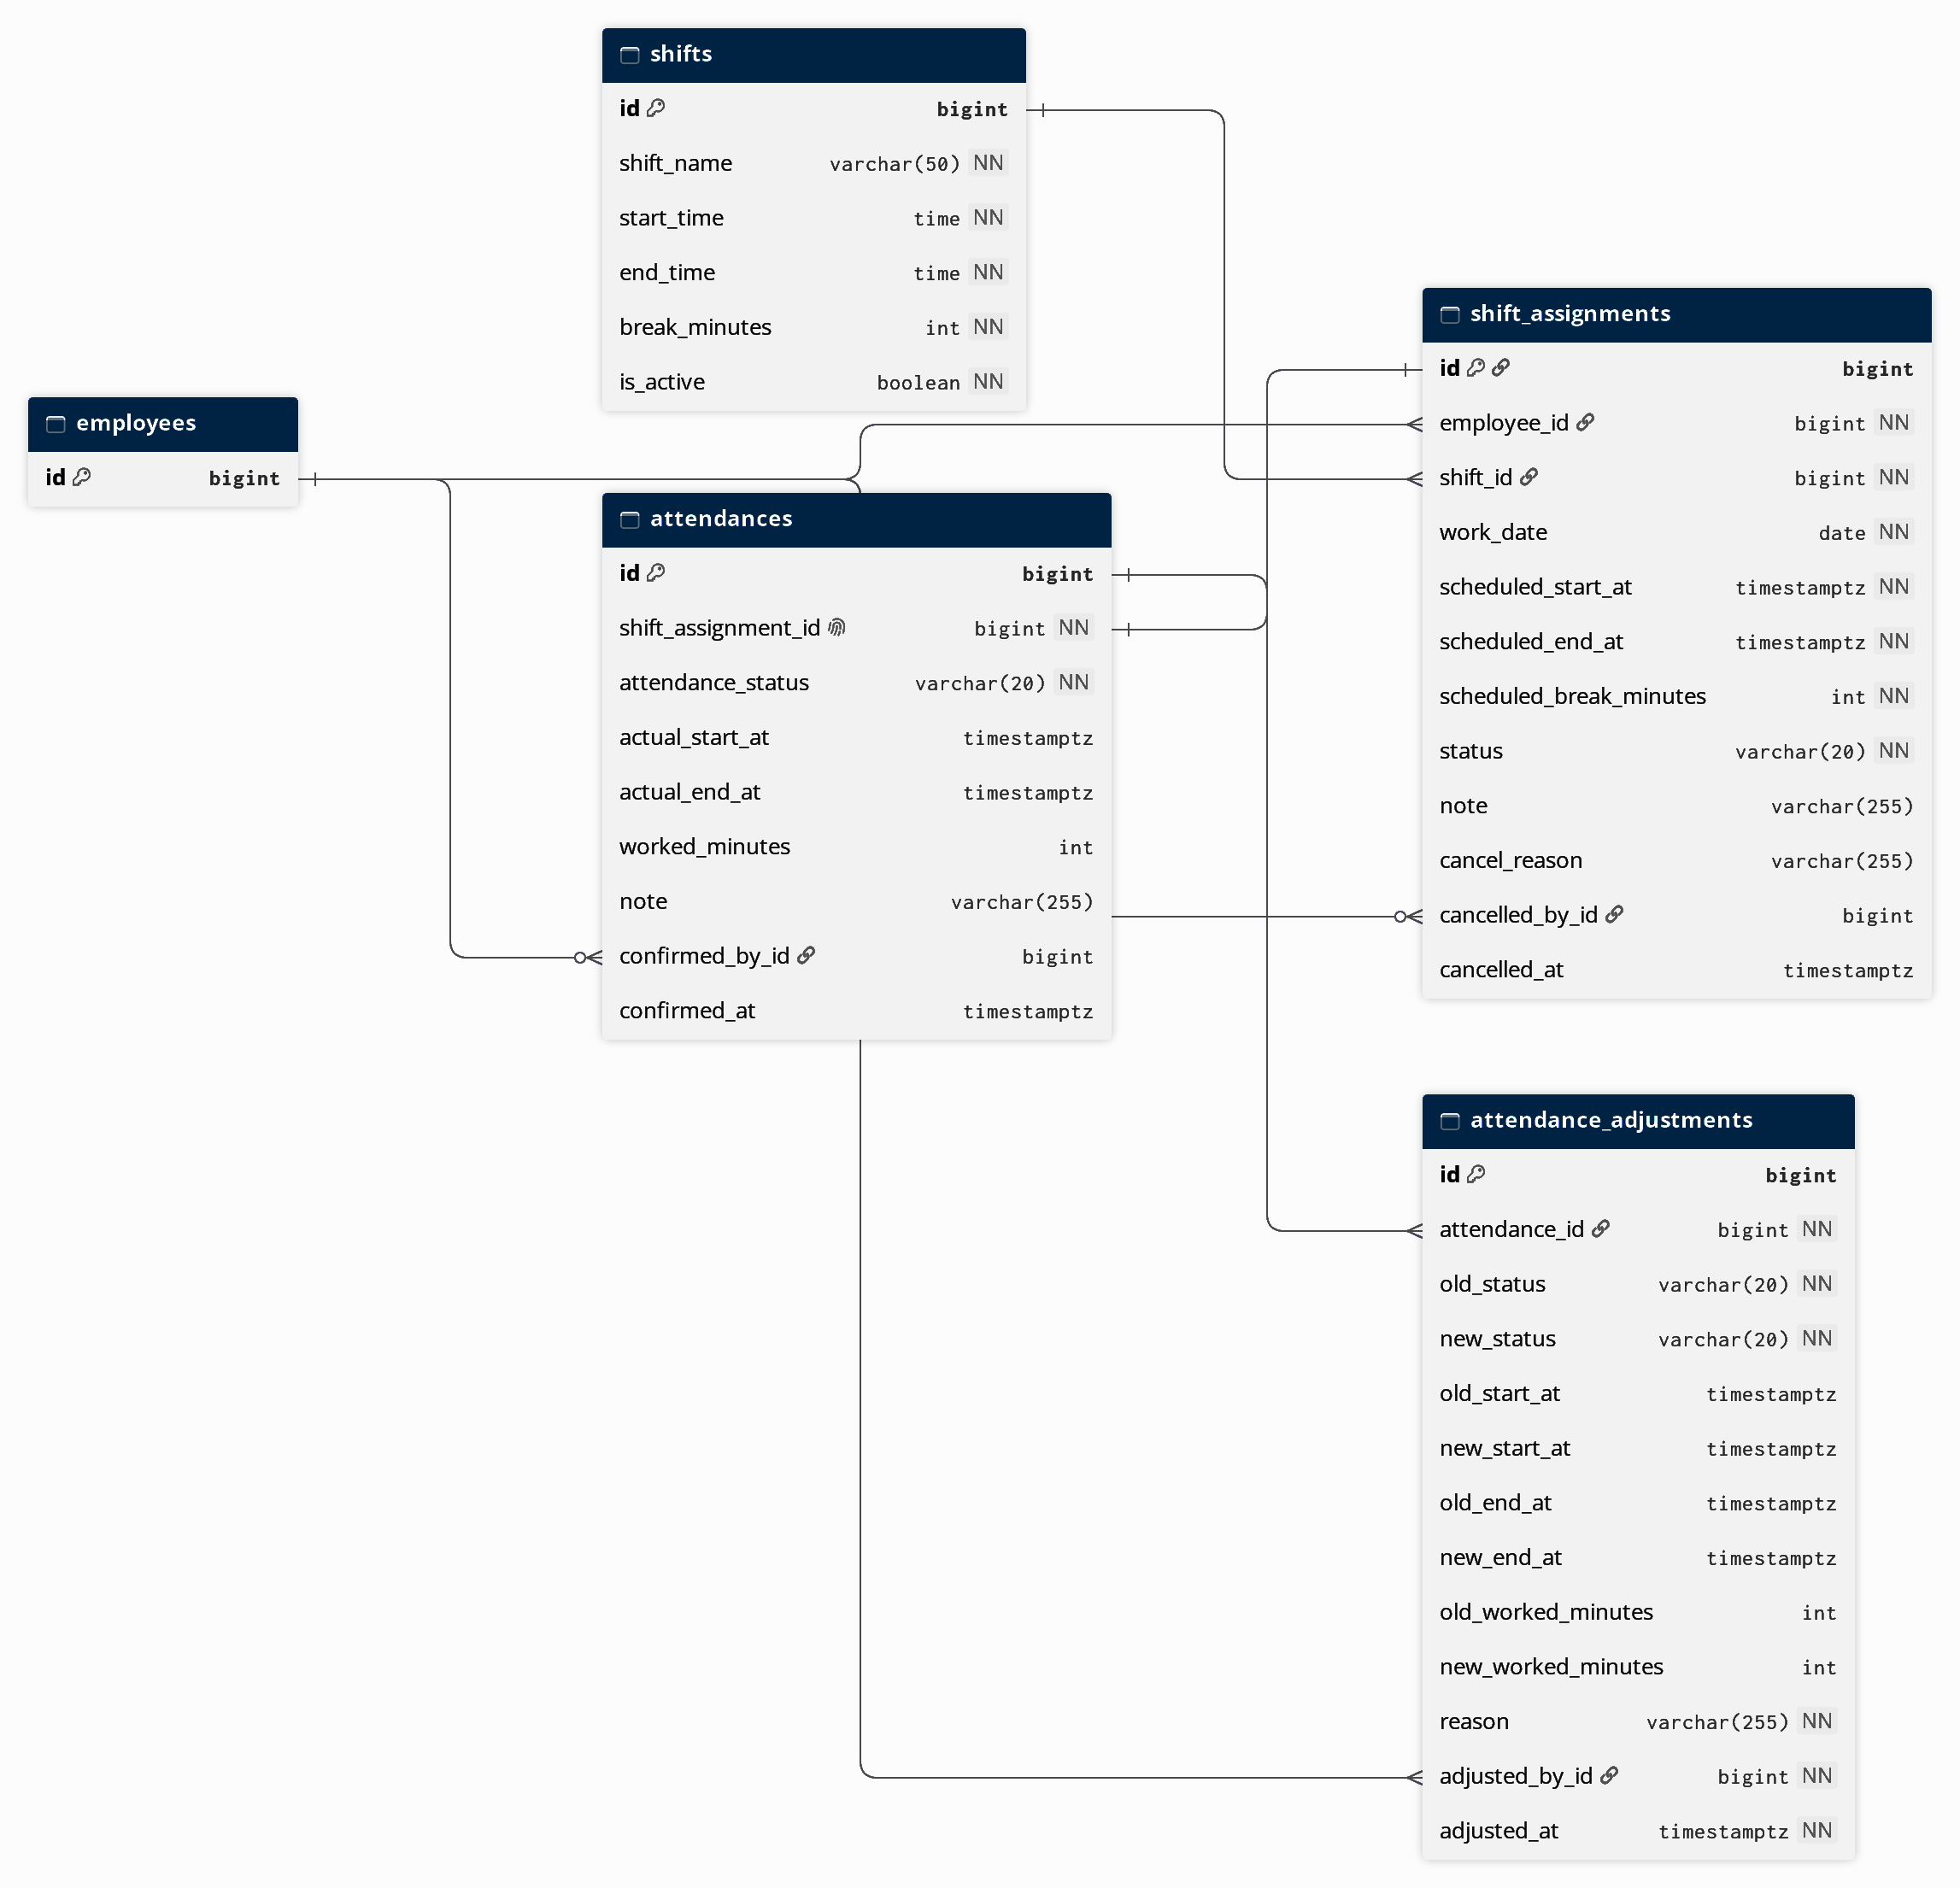 shifts
id bigint
shift_name varchar(50) NN
start_time time NN
end_time time NN
break_minutes int NN
is_active boolean NN
employees
id bigint
attendances
id bigint
shift_assignment_id bigint NN
attendance_status varchar(20) NN
actual_start_at timestamptz
actual_end_at timestamptz
worked_minutes int
note varchar(255)
confirmed_by_id bigint
confirmed_at timestamptz
shift_assignments
id bigint
employee_id bigint NN
shift_id bigint NN
work_date date NN
scheduled_start_at timestamptz NN
scheduled_end_at timestamptz NN
scheduled_break_minutes int NN
status varchar(20) NN
note varchar(255)
cancel_reason varchar(255)
cancelled_by_id bigint
cancelled_at timestamptz
attendance_adjustments
id bigint
attendance_id bigint NN
old_status varchar(20) NN
new_status varchar(20) NN
old_start_at timestamptz
new_start_at timestamptz
old_end_at timestamptz
new_end_at timestamptz
old_worked_minutes int
new_worked_minutes int
reason varchar(255) NN
adjusted_by_id bigint NN
adjusted_at timestamptz NN